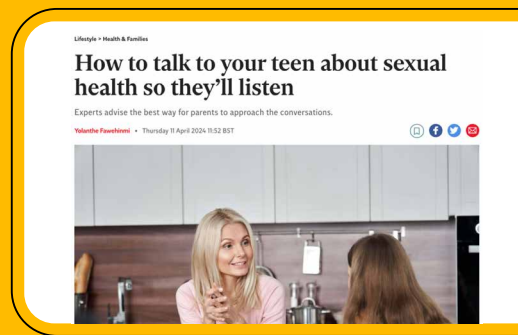 Lifestyle > Health & Families
How to talk to your teen about sexual
health so they'll listen
Experts advise the best way for parents to approach the conversations.
Yolanthe Fawehinmi • Thursday 11 April 2024 11:52 BST